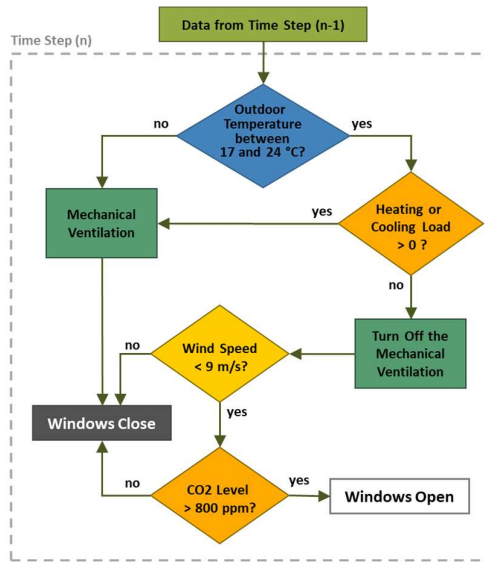 Data from Time Step (n-1)
Time Step (n)
Outdoor
Temperature
between
17 and 24 °C?
no
yes
Mechanical
Ventilation
yes
Heating or
Cooling Load
> 0 ?
no
Turn Off the
Mechanical
Ventilation
no
Wind Speed
< 9 m/s?
yes
Windows Close
no
CO2 Level
> 800 ppm?
yes
Windows Open